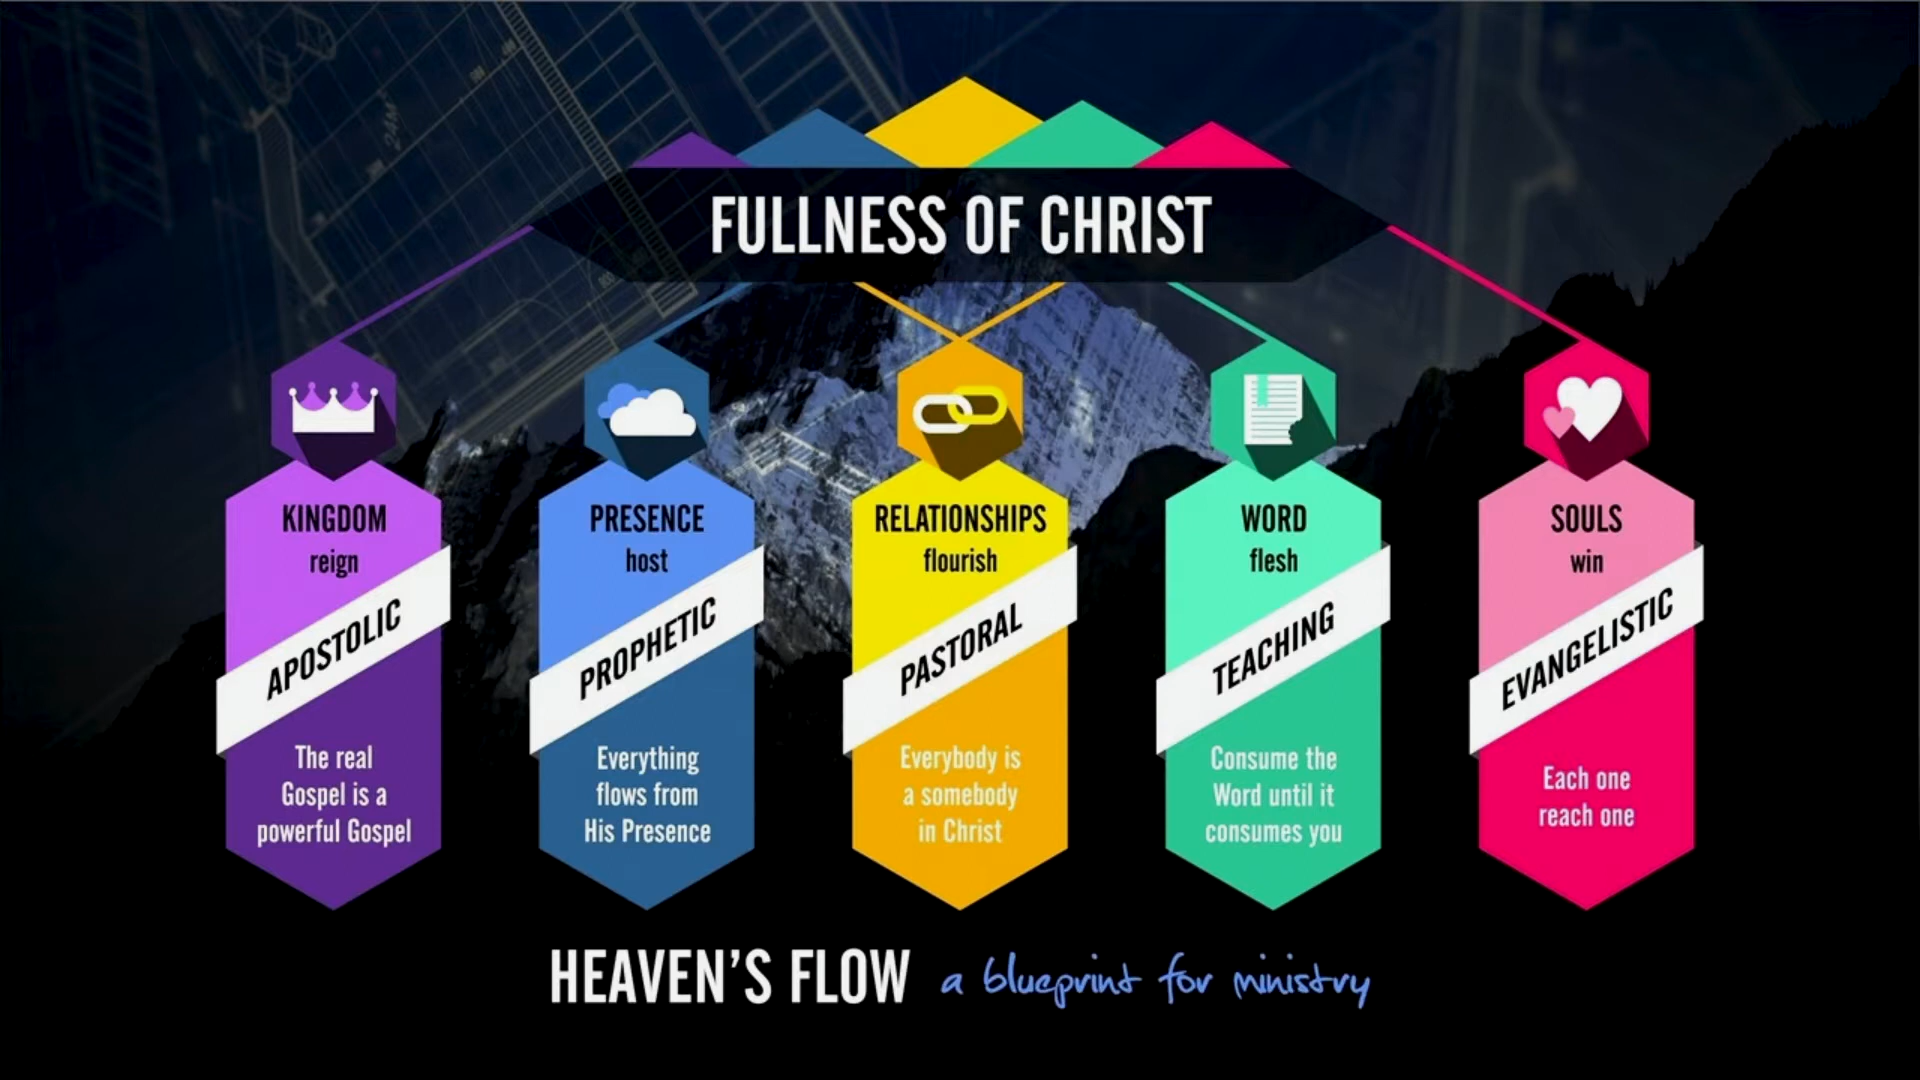 FULLNESS OF CHRIST
KINGDOM
reign
APOSTOLIC
The real
Gospel is a
powerful Gospel
PRESENCE
host
PROPHETIC
Everything
flows from
His Presence
RELATIONSHIPS
flourish
PASTORAL
Everybody is
a somebody
in Christ
WORD
flesh
TEACHING
Consume the
Word until it
consumes you
SOULS
win
EVANGELISTIC
Each one
reach one
HEAVEN'S FLOW a blueprint for ministry